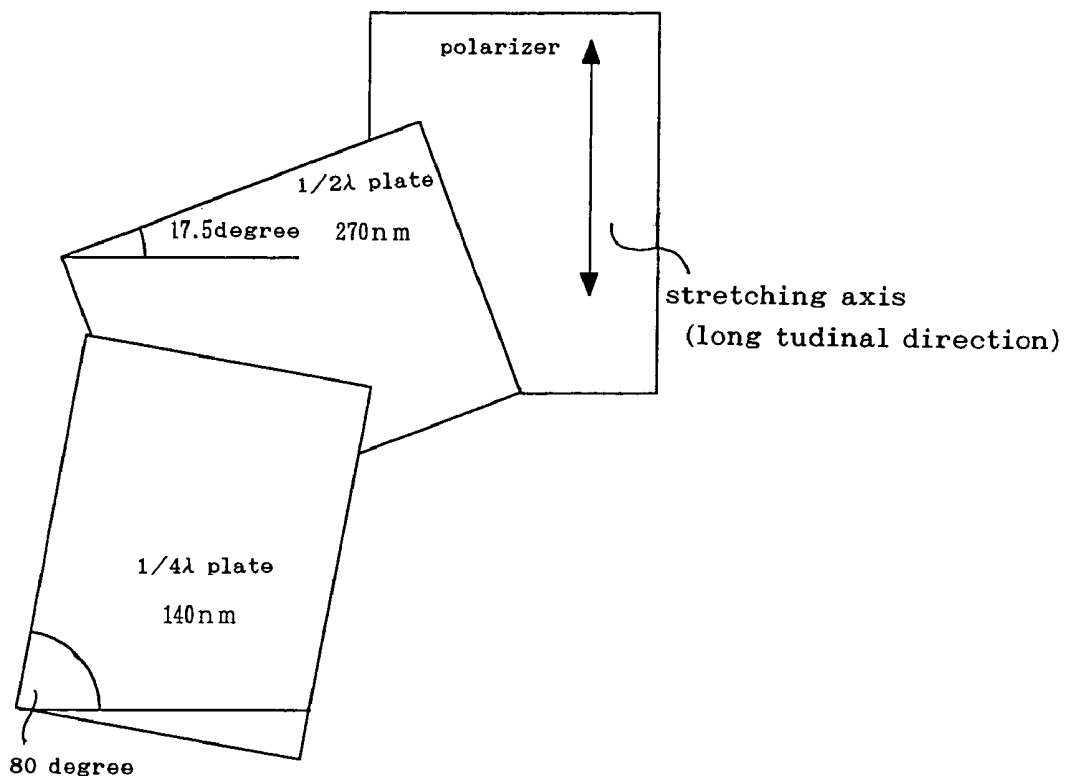 polarizer
1/2λ plate
17.5degree 270nm
stretching axis
(long tudinal direction)
1/4λ plate
140nm
80 degree